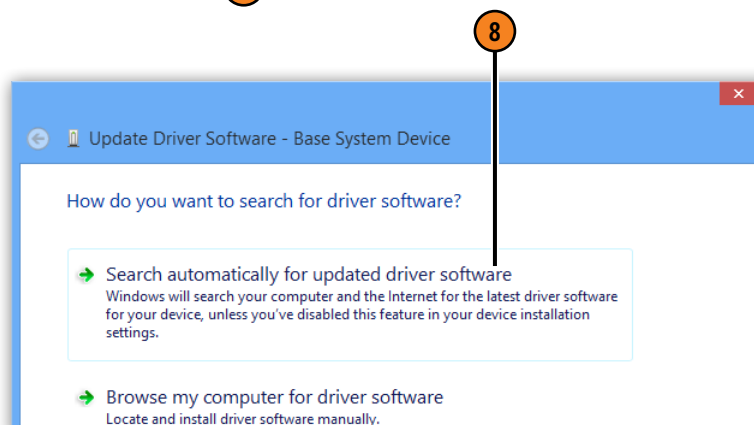 8
Update Driver Software - Base System Device
How do you want to search for driver software?
Search automatically for updated driver software
Windows will search your computer and the Internet for the latest driver software
for your device, unless you've disabled this feature in your device installation
settings.
Browse my computer for driver software
Locate and install driver software manually.